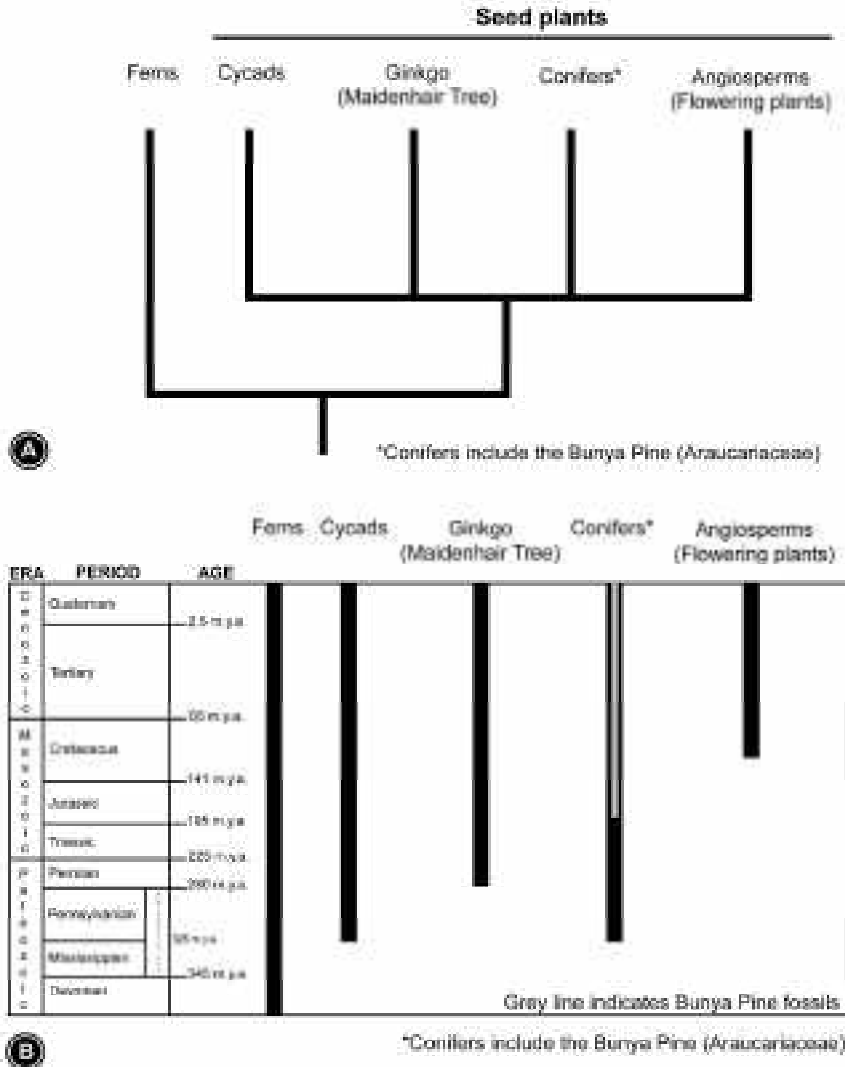 Seed plants
Ferns Cycads Ginkgo (Maidenhair Tree) Conifers* Angiosperms (Flowering plants)
A
*Conifers include the Bunya Pine (Araucariaceae)
Ferns Cycads Ginkgo (Maidenhair Tree) Conifers* Angiosperms (Flowering plants)
ERA PERIOD AGE
Cenozoic
Quaternary
2.5 m.y.a.
Tertiary
65 m.y.a.
Mesozoic
Cretaceous
141 m.y.a.
Jurassic
195 m.y.a.
Triassic
225 m.y.a.
Paleozoic
Permian
280 m.y.a.
Pennsylvanian
Mississippian
345 m.y.a.
Devonian
Grey line indicates Bunya Pine fossils
B
*Conifers include the Bunya Pine (Araucariaceae)